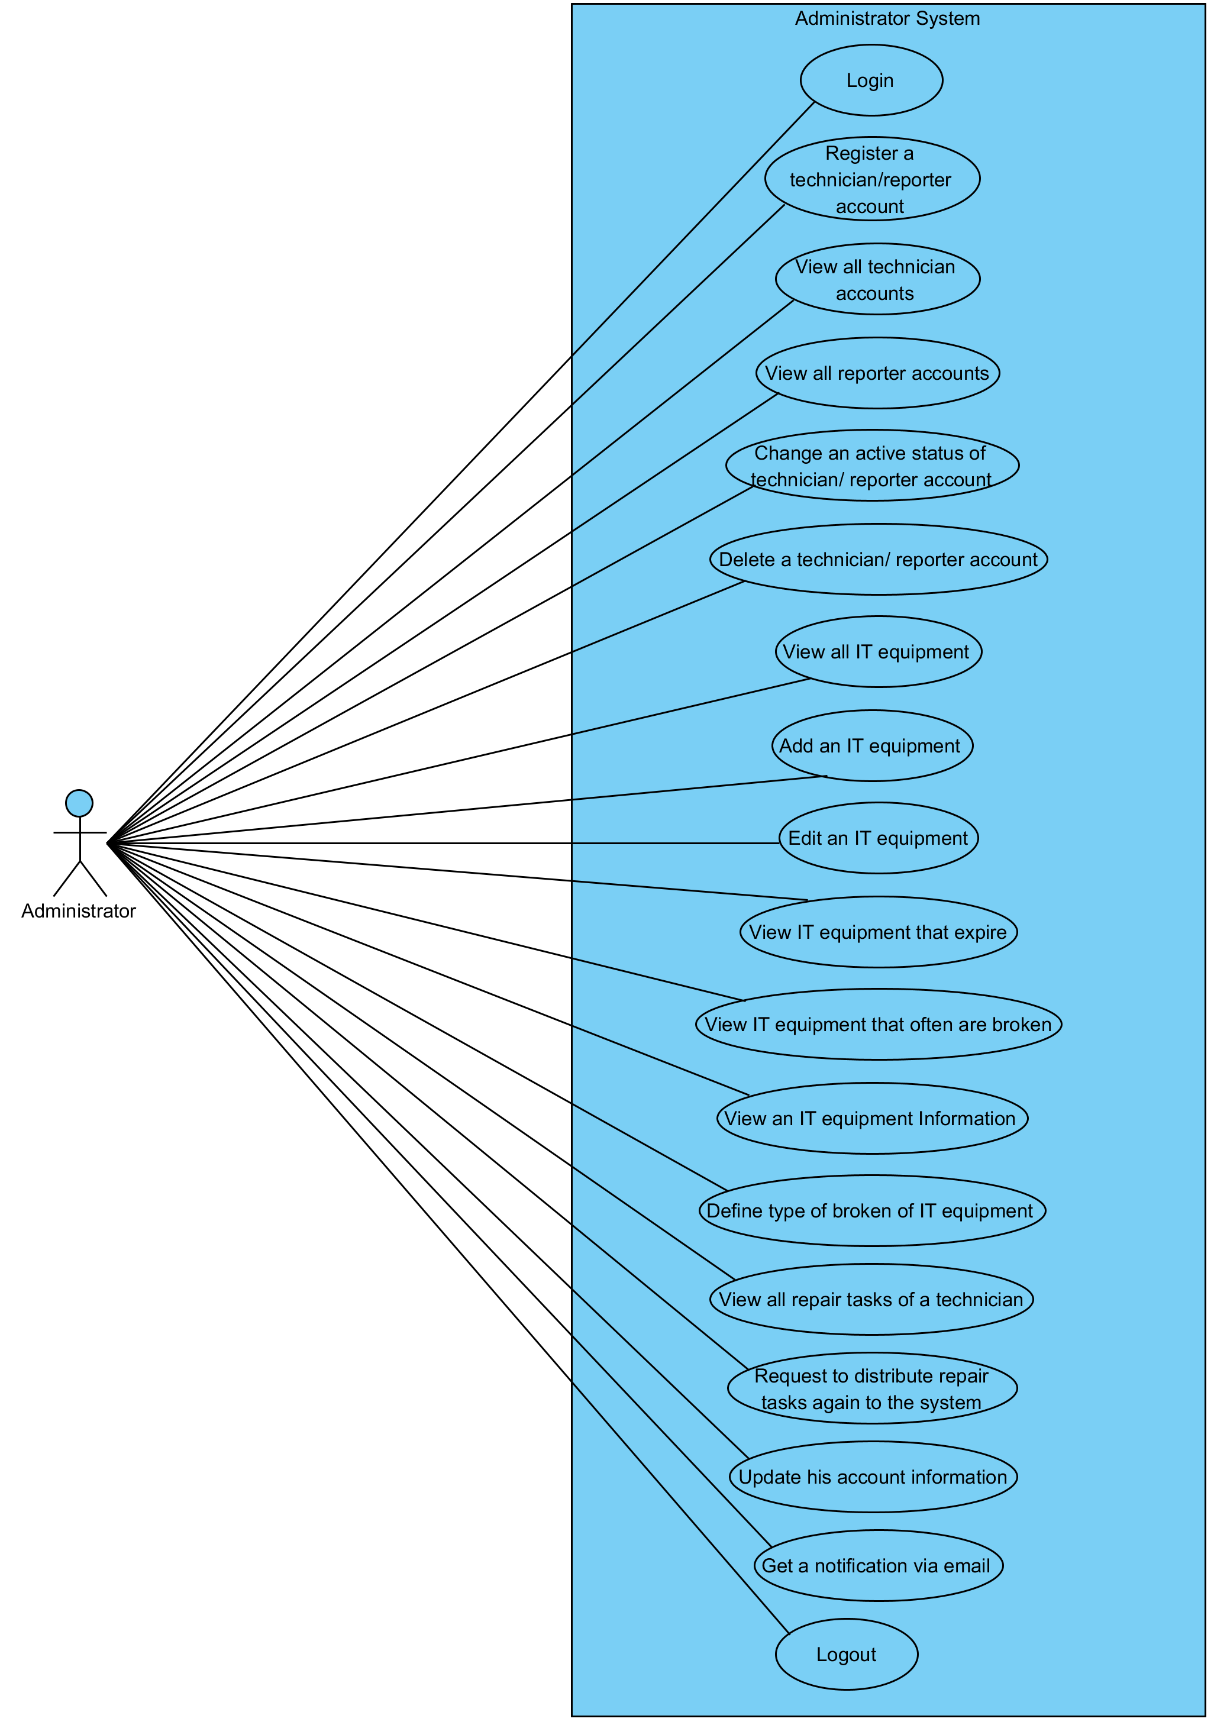 Administrator System
Login
Register a
technician/reporter
account
View all technician
accounts
View all reporter accounts
Change an active status of
technician/ reporter account
Delete a technician/ reporter account
View all IT equipment
Add an IT equipment
Edit an IT equipment
Administrator
View IT equipment that expire
View IT equipment that often are broken
View an IT equipment Information
Define type of broken of IT equipment
View all repair tasks of a technician
Request to distribute repair
tasks again to the system
Update his account information
Get a notification via email
Logout